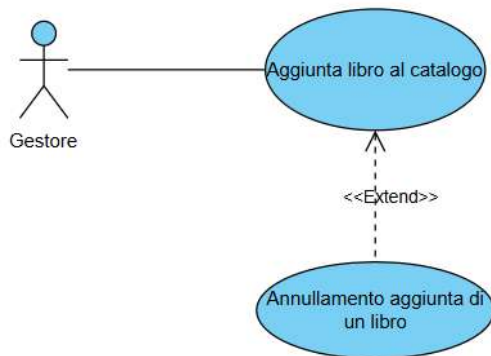 Aggiunta libro al catalogo
Gestore
<<Extend>>
Annullamento aggiunta di
un libro